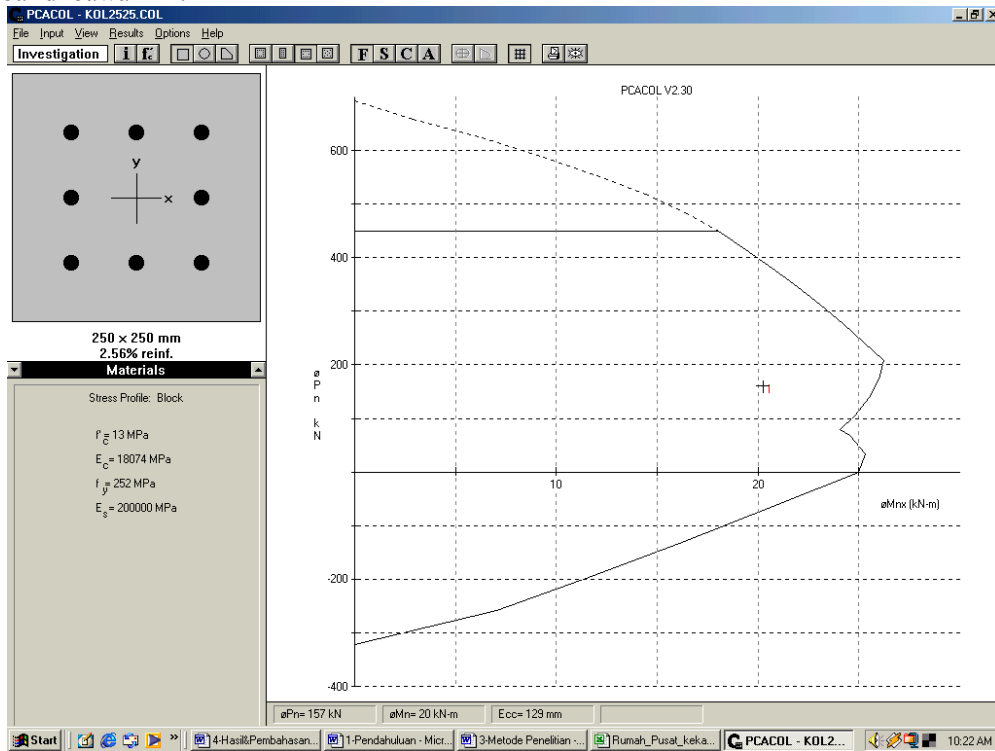 PCACOL - KOL2525.COL
File Input View Results Options Help
Investigation i f'c F S C A
y
x
250 x 250 mm
2.56% reinf.
Materials
Stress Profile: Block
f'c = 13 MPa
Ec = 18074 MPa
fy = 252 MPa
Es = 200000 MPa
PCACOL V2.30
600
400
200
-200
-400
ø
P
n
k
N
10
20
1
øMnx (kN-m)
øPn= 157 kN
øMn= 20 kN-m
Ecc= 129 mm
Start
»
4-Hasil&Pembahasan...
1-Pendahuluan - Micr...
3-Metode Penelitian -...
Rumah_Pusat_keka...
PCACOL - KOL2...
10:22 AM